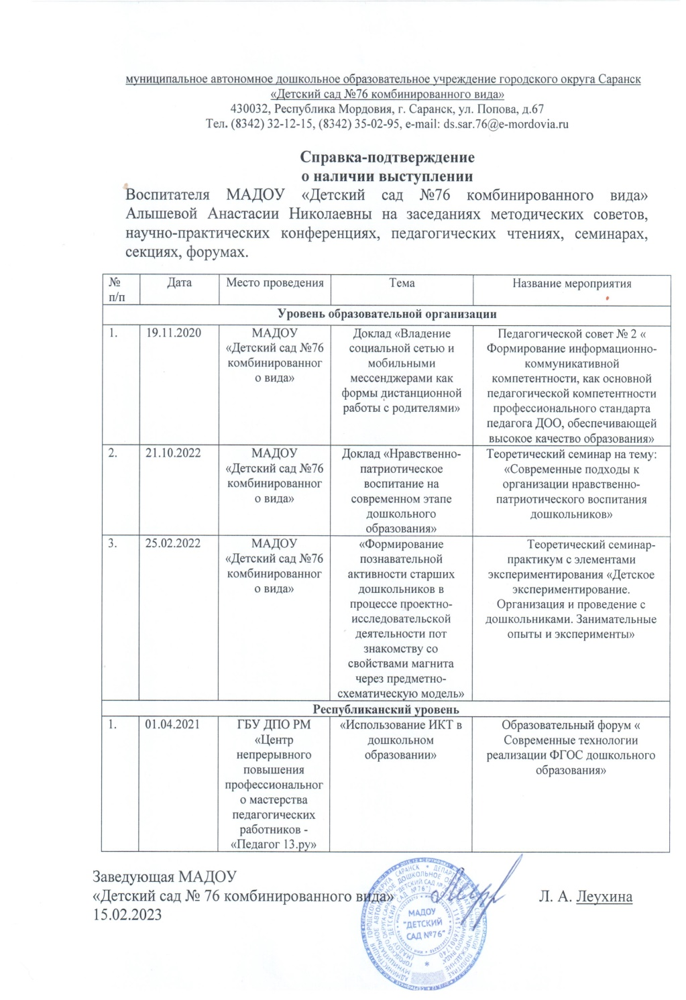 муниципальное автономное дошкольное образовательное учреждение городского округа Саранск
«Детский сад №76 комбинированного вида»
430032, Республика Мордовия, г. Саранск, ул. Попова, д.67
Тел. (8342) 32-12-15, (8342) 35-02-95, e-mail: ds.sar.76@e-mordovia.ru
Справка-подтверждение
о наличии выступлении
Воспитателя МАДОУ «Детский сад №76 комбинированного вида»
Алышевой Анастасии Николаевны на заседаниях методических советов,
научно-практических конференциях, педагогических чтениях, семинарах,
секциях, форумах.
№
п/п
Дата
Место проведения
Тема
Название мероприятия
Уровень образовательной организации
1.
19.11.2020
МАДОУ
«Детский сад №76
комбинированног
о вида»
Доклад «Владение
социальной сетью и
мобильными
мессенджерами как
формы дистанционной
работы с родителями»
Педагогической совет № 2 «
Формирование информационно-
коммуникативной
компетентности, как основной
педагогической компетентности
профессионального стандарта
педагога ДОО, обеспечивающей
высокое качество образования»
2.
21.10.2022
МАДОУ
«Детский сад №76
комбинированног
о вида»
Доклад «Нравственно-
патриотическое
воспитание на
современном этапе
дошкольного
образования»
Теоретический семинар на тему:
«Современные подходы к
организации нравственно-
патриотического воспитания
дошкольников»
3.
25.02.2022
МАДОУ
«Детский сад №76
комбинированног
о вида»
«Формирование
познавательной
активности старших
дошкольников в
процессе проектно-
исследовательской
деятельности пот
знакомству со
свойствами магнита
через предметно-
схематическую модель»
Теоретический семинар-
практикум с элементами
экспериментирования «Детское
экспериментирование.
Организация и проведение с
дошкольниками. Занимательные
опыты и эксперименты»
Республиканский уровень
1.
01.04.2021
ГБУ ДПО РМ
«Центр
непрерывного
повышения
профессиональног
о мастерства
педагогических
работников -
«Педагог 13.ру»
«Использование ИКТ в
дошкольном
образовании»
Образовательный форум «
Современные технологии
реализации ФГОС дошкольного
образования»
Заведующая МАДОУ
«Детский сад № 76 комбинированного вида»
Л. А. Леухина
15.02.2023
МАДОУ
"ДЕТСКИЙ
САД №76"